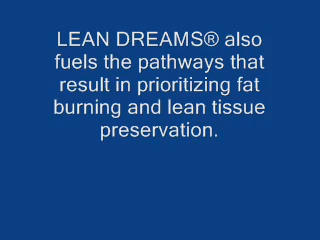 LEAN DREAMS® also
fuels the pathways that
result in prioritizing fat
burning and lean tissue
preservation.